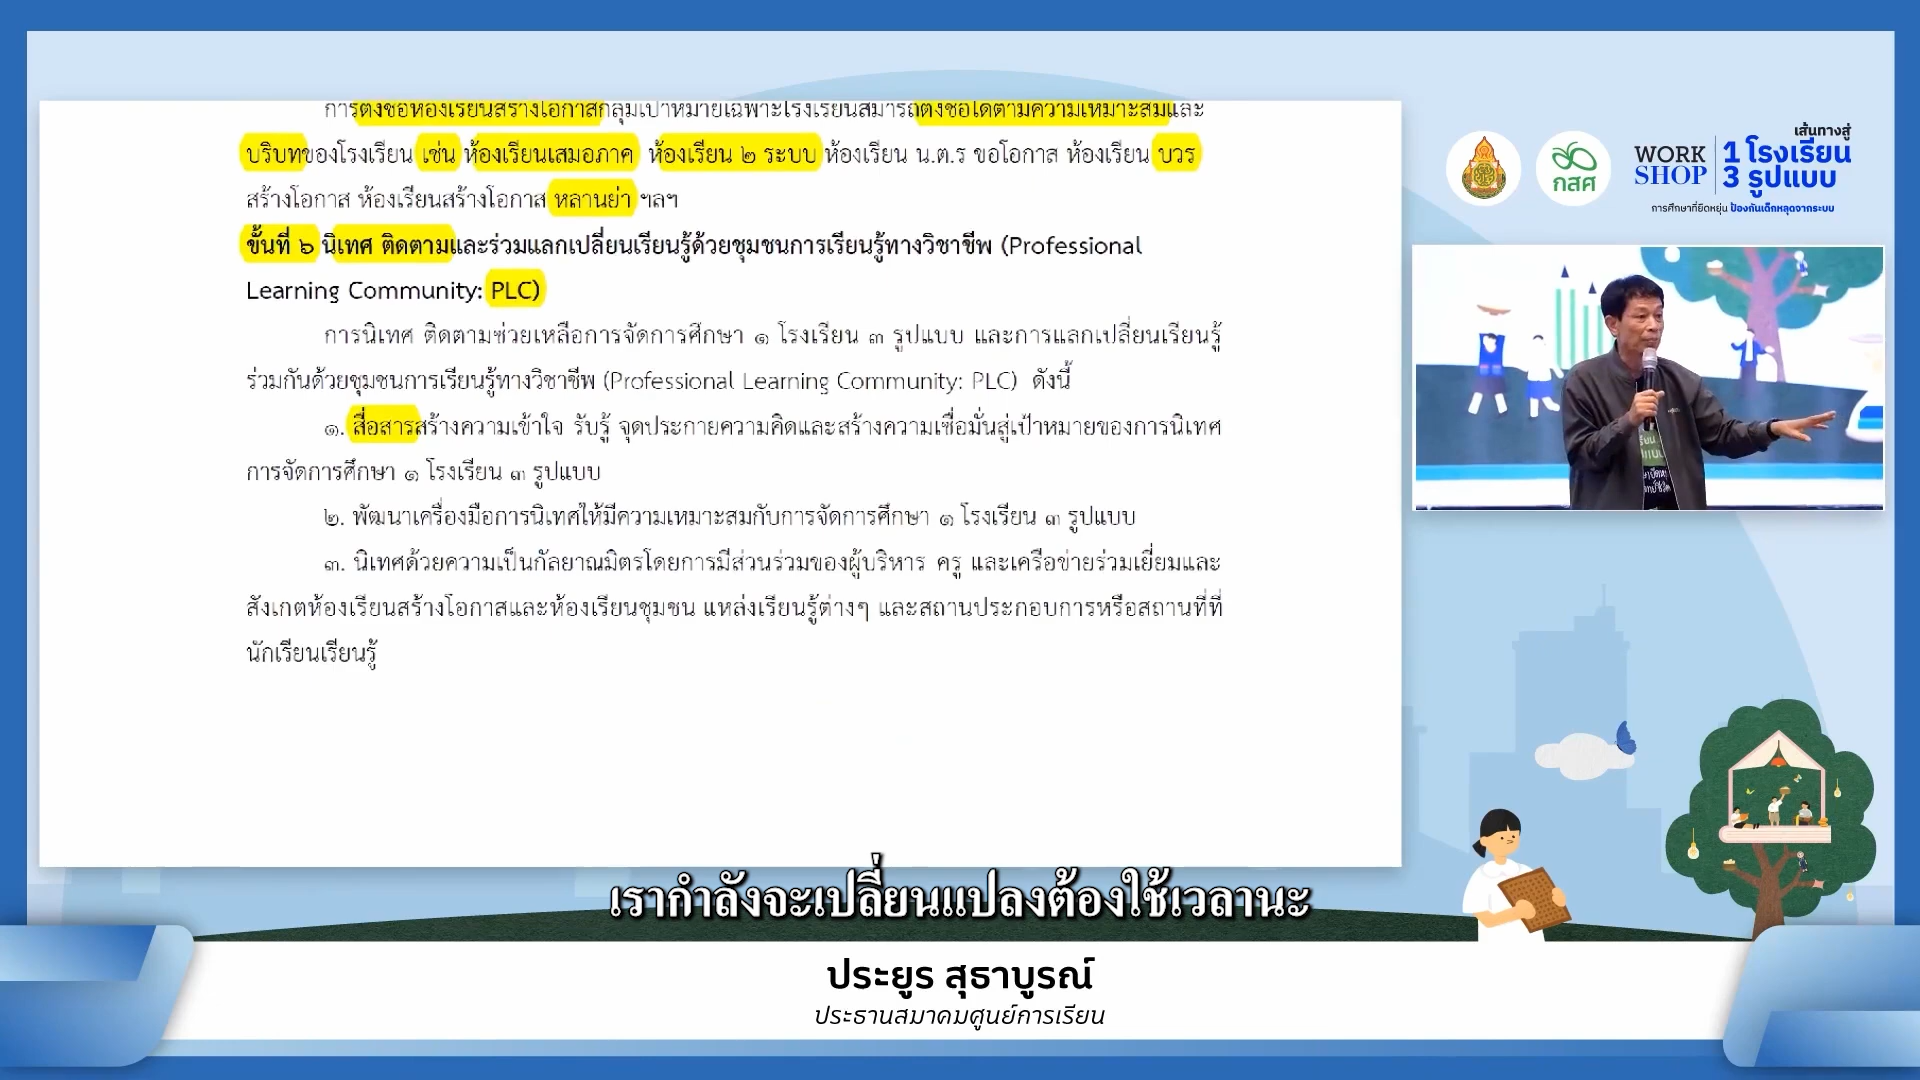 การตั้งชื่อห้องเรียนสร้างโอกาสกลุ่มเป้าหมายเฉพาะโรงเรียนสมารถตั้งชื่อได้ตามความเหมาะสมและ
บริบทของโรงเรียน เช่น ห้องเรียนเสมอภาค ห้องเรียน ๒ ระบบ ห้องเรียน น.ต.ร ขอโอกาส ห้องเรียน บวร
สร้างโอกาส ห้องเรียนสร้างโอกาส หลานย่า ฯลฯ
ขั้นที่ ๖ นิเทศ ติดตามและร่วมแลกเปลี่ยนเรียนรู้ด้วยชุมชนการเรียนรู้ทางวิชาชีพ (Professional
Learning Community: PLC)
การนิเทศ ติดตามช่วยเหลือการจัดการศึกษา ๑ โรงเรียน ๓ รูปแบบ และการแลกเปลี่ยนเรียนรู้
ร่วมกันด้วยชุมชนการเรียนรู้ทางวิชาชีพ (Professional Learning Community: PLC) ดังนี้
๑. สื่อสารสร้างความเข้าใจ รับรู้ จุดประกายความคิดและสร้างความเชื่อมั่นสู่เป้าหมายของการนิเทศ
การจัดการศึกษา ๑ โรงเรียน ๓ รูปแบบ
๒. พัฒนาเครื่องมือการนิเทศให้มีความเหมาะสมกับการจัดการศึกษา ๑ โรงเรียน ๓ รูปแบบ
๓. นิเทศด้วยความเป็นกัลยาณมิตรโดยการมีส่วนร่วมของผู้บริหาร ครู และเครือข่ายร่วมเยี่ยมและ
สังเกตห้องเรียนสร้างโอกาสและห้องเรียนชุมชน แหล่งเรียนรู้ต่างๆ และสถานประกอบการหรือสถานที่ที่
นักเรียนเรียนรู้
กสศ
WORK
SHOP
เส้นทางสู่
1 โรงเรียน
3 รูปแบบ
การศึกษาที่ยืดหยุ่น ป้องกันเด็กหลุดจากระบบ
เรากำลังจะเปลี่ยนแปลงต้องใช้เวลานะ
ประยูร สุธาบูรณ์
ประธานสมาคมศูนย์การเรียน